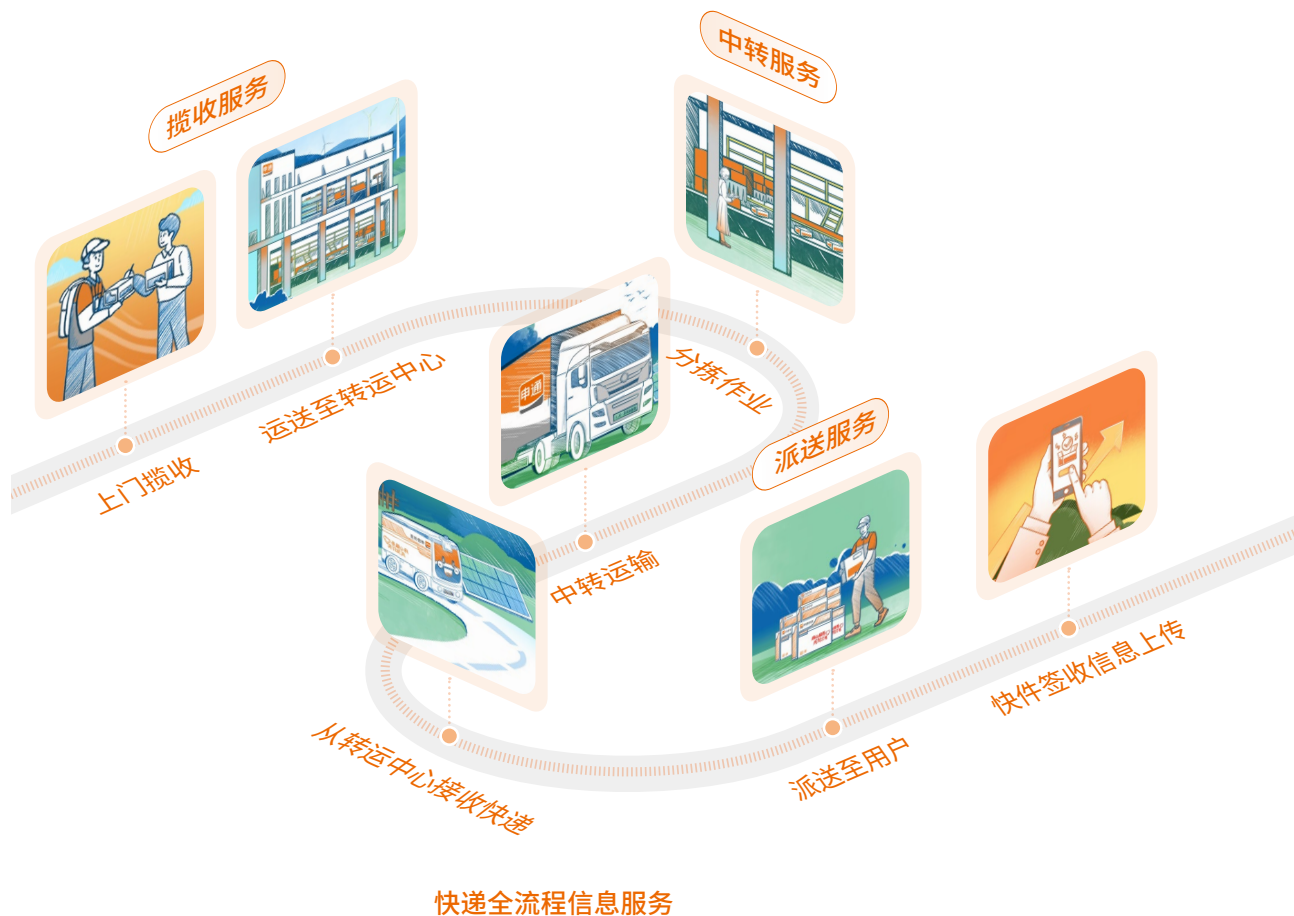 揽收服务
上门揽收
运送至转运中心
中转服务
分拣作业
申通
中转运输
派送服务
从转运中心接收快递
派送至用户
快件签收信息上传
快递全流程信息服务